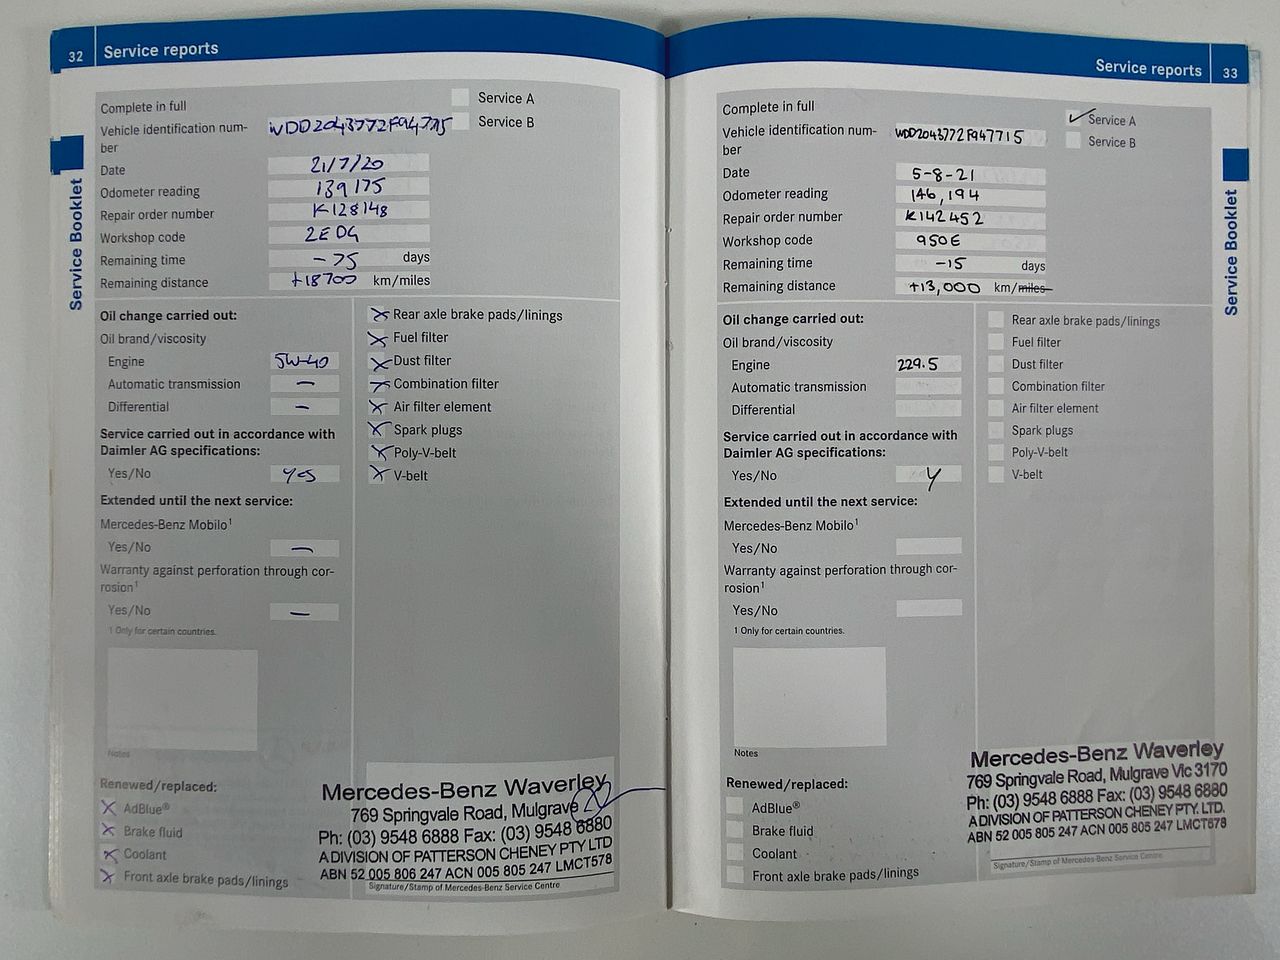 32 Service reports
Complete in full
Service A
Vehicle identification num-
ber
WDD2043772F947715
Service B
Date 21/7/20
Odometer reading 139175
Repair order number K128148
Workshop code 2EDG
Remaining time -75 days
Remaining distance +18700 km/miles
Oil change carried out:
Oil brand/viscosity
Engine 5W-40
Automatic transmission —
Differential —
Service carried out in accordance with
Daimler AG specifications:
Yes/No yes
Extended until the next service:
Mercedes-Benz Mobilo¹
Yes/No —
Warranty against perforation through cor-
rosion¹
Yes/No —
1 Only for certain countries.
Notes
Renewed/replaced:
X AdBlue®
X Brake fluid
X Coolant
X Front axle brake pads/linings
X Rear axle brake pads/linings
X Fuel filter
X Dust filter
X Combination filter
X Air filter element
X Spark plugs
X Poly-V-belt
X V-belt
Mercedes-Benz Waverley
769 Springvale Road, Mulgrave
Ph: (03) 9548 6888 Fax: (03) 9548 6880
A DIVISION OF PATTERSON CHENEY PTY LTD
ABN 52 005 806 247 ACN 005 805 247 LMCT578
Signature/Stamp of Mercedes-Benz Service Centre
Service Booklet
Service reports 33
Complete in full
✓ Service A
Vehicle identification num-
ber
WDD2043772F947715
Service B
Date 5-8-21
Odometer reading 146,194
Repair order number K142452
Workshop code 950E
Remaining time -15 days
Remaining distance +13,000 km/miles
Oil change carried out:
Oil brand/viscosity
Engine 229.5
Automatic transmission
Differential
Service carried out in accordance with
Daimler AG specifications:
Yes/No Y
Extended until the next service:
Mercedes-Benz Mobilo¹
Yes/No
Warranty against perforation through cor-
rosion¹
Yes/No
1 Only for certain countries.
Notes
Renewed/replaced:
AdBlue®
Brake fluid
Coolant
Front axle brake pads/linings
Rear axle brake pads/linings
Fuel filter
Dust filter
Combination filter
Air filter element
Spark plugs
Poly-V-belt
V-belt
Mercedes-Benz Waverley
769 Springvale Road, Mulgrave Vic 3170
Ph: (03) 9548 6888 Fax: (03) 9548 6880
A DIVISION OF PATTERSON CHENEY PTY. LTD.
ABN 52 005 805 247 ACN 005 805 247 LMCT578
Signature/Stamp of Mercedes-Benz Service Centre
Service Booklet